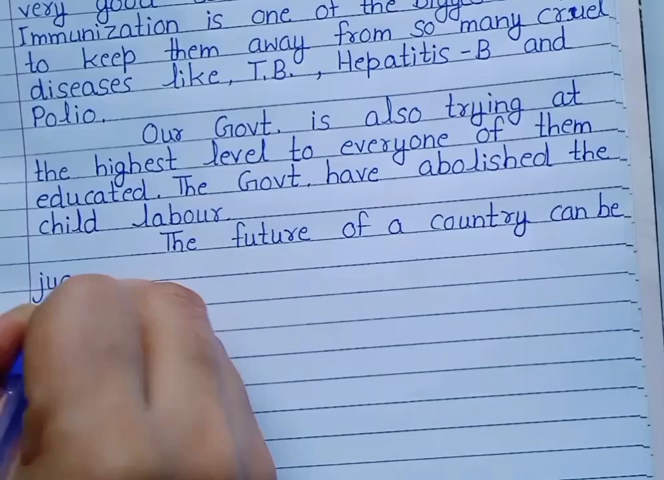 very good
Immunization is one of the
to keep them away from so many cruel
diseases like, T.B., Hepatitis-B and
Polio.
Our Govt. is also trying at
the highest level to everyone of them
educated. The Govt. have abolished the
child labour.
The future of a country can be